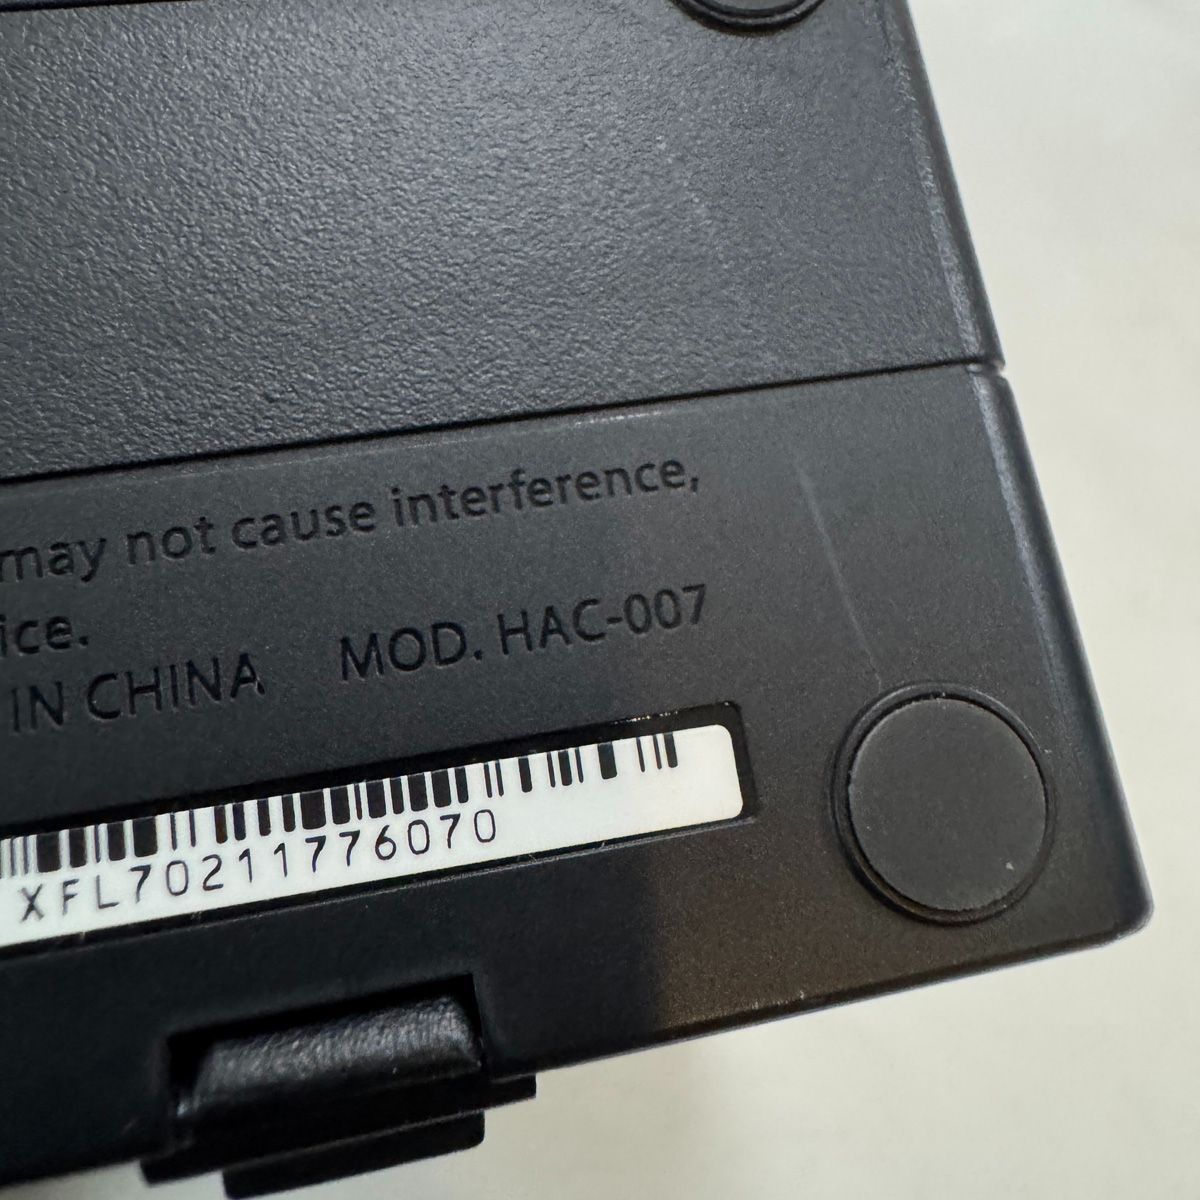 may not cause interference,
ice.
IN CHINA MOD. HAC-007
XFL70211776070